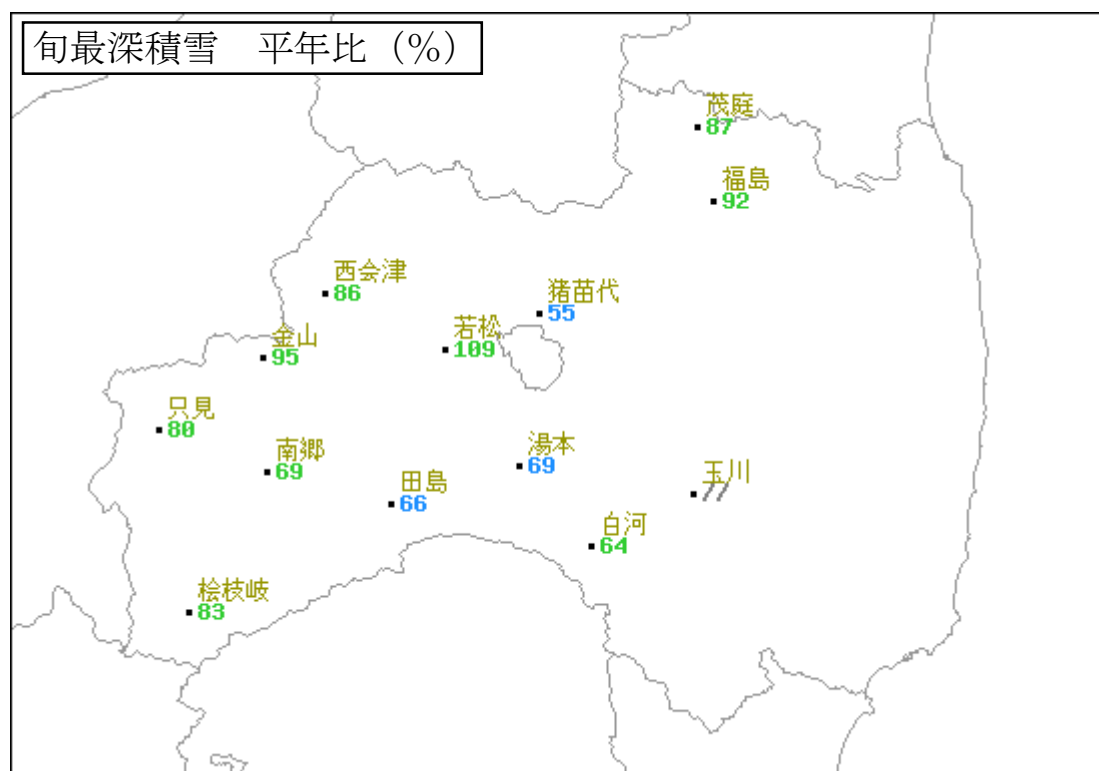 旬最深積雪　平年比（%）
茂庭
87
福島
92
西会津
86
猪苗代
55
金山
95
若松
109
只見
80
南郷
69
湯本
69
田島
66
玉川
//
白河
64
桧枝岐
83